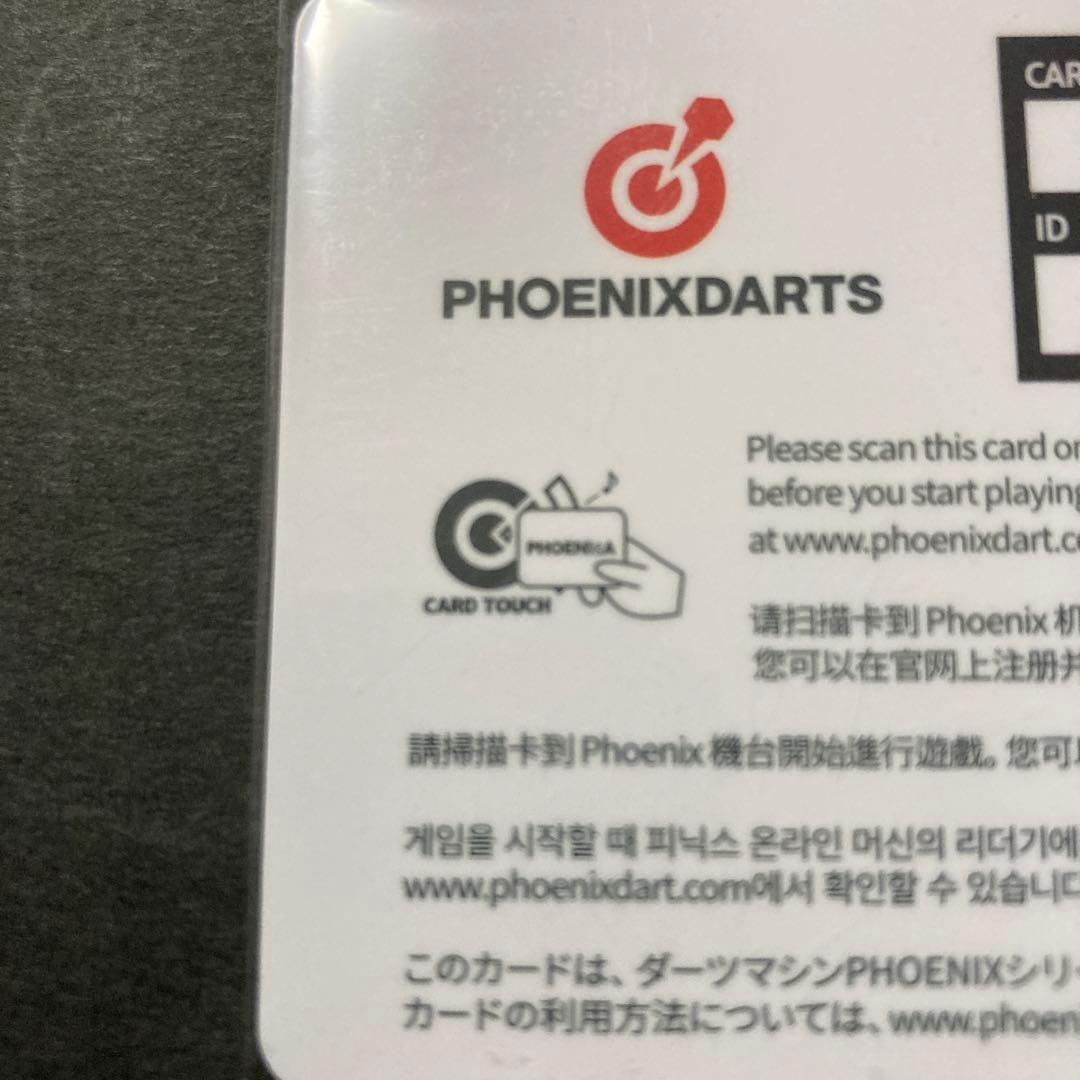 PHOENIXDARTS
CAR
ID
Please scan this card on
before you start playing
at www.phoenixdart.co
CARD TOUCH
请扫描卡到 Phoenix 机
您可以在官网上注册并
請掃描卡到 Phoenix 機台開始進行遊戲。您可以
게임을 시작할 때 피닉스 온라인 머신의 리더기에
www.phoenixdart.com에서 확인할 수 있습니다
このカードは、ダーツマシンPHOENIXシリ
カードの利用方法については、www.phoen